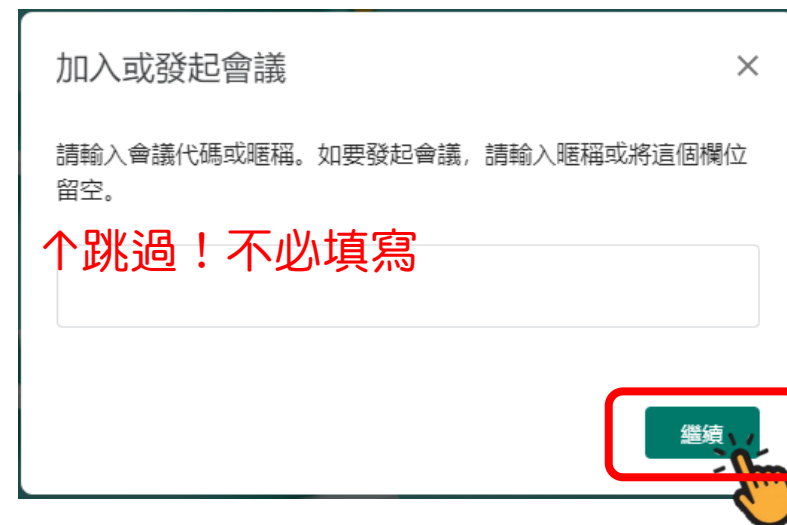 加入或發起會議
請輸入會議代碼或暱稱。如要發起會議，請輸入暱稱或將這個欄位
留空。
↑跳過！不必填寫
繼續